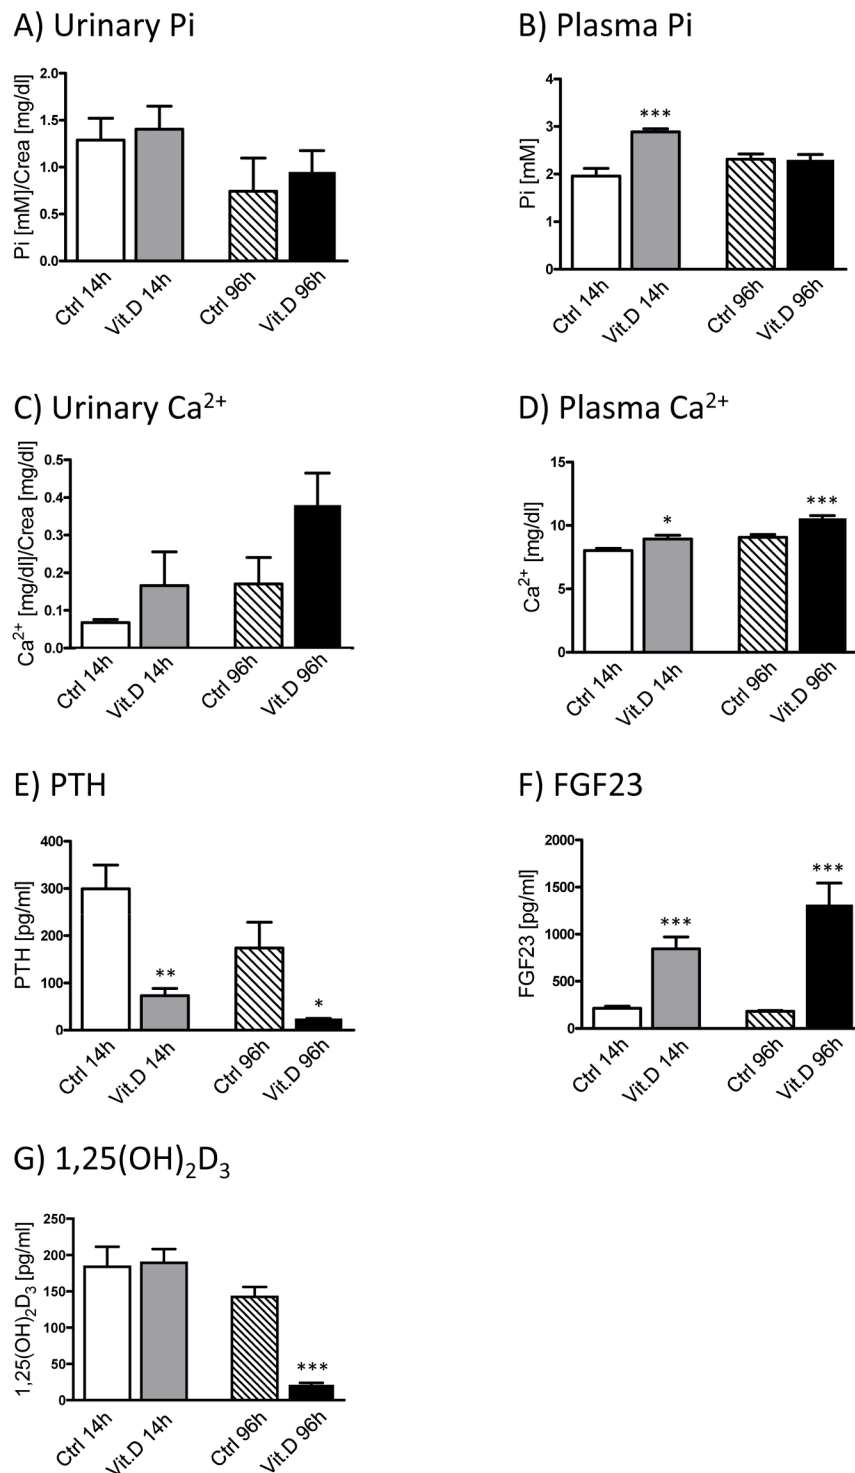 A) Urinary Pi
Pi [mM]/Crea [mg/dl]
2.0
1.5
1.0
0.5
0.0
Ctrl 14h
Vit.D 14h
Ctrl 96h
Vit.D 96h
B) Plasma Pi
Pi [mM]
4
3
2
1
0
***
Ctrl 14h
Vit.D 14h
Ctrl 96h
Vit.D 96h
C) Urinary Ca²⁺
Ca²⁺ [mg/dl]/Crea [mg/dl]
0.5
0.4
0.3
0.2
0.1
0.0
Ctrl 14h
Vit.D 14h
Ctrl 96h
Vit.D 96h
D) Plasma Ca²⁺
Ca²⁺ [mg/dl]
15
10
5
0
*
***
Ctrl 14h
Vit.D 14h
Ctrl 96h
Vit.D 96h
E) PTH
PTH [pg/ml]
400
300
200
100
0
**
*
Ctrl 14h
Vit.D 14h
Ctrl 96h
Vit.D 96h
F) FGF23
FGF23 [pg/ml]
2000
1500
1000
500
0
***
***
Ctrl 14h
Vit.D 14h
Ctrl 96h
Vit.D 96h
G) 1,25(OH)₂D₃
1,25(OH)₂D₃ [pg/ml]
250
200
150
100
50
0
***
Ctrl 14h
Vit.D 14h
Ctrl 96h
Vit.D 96h